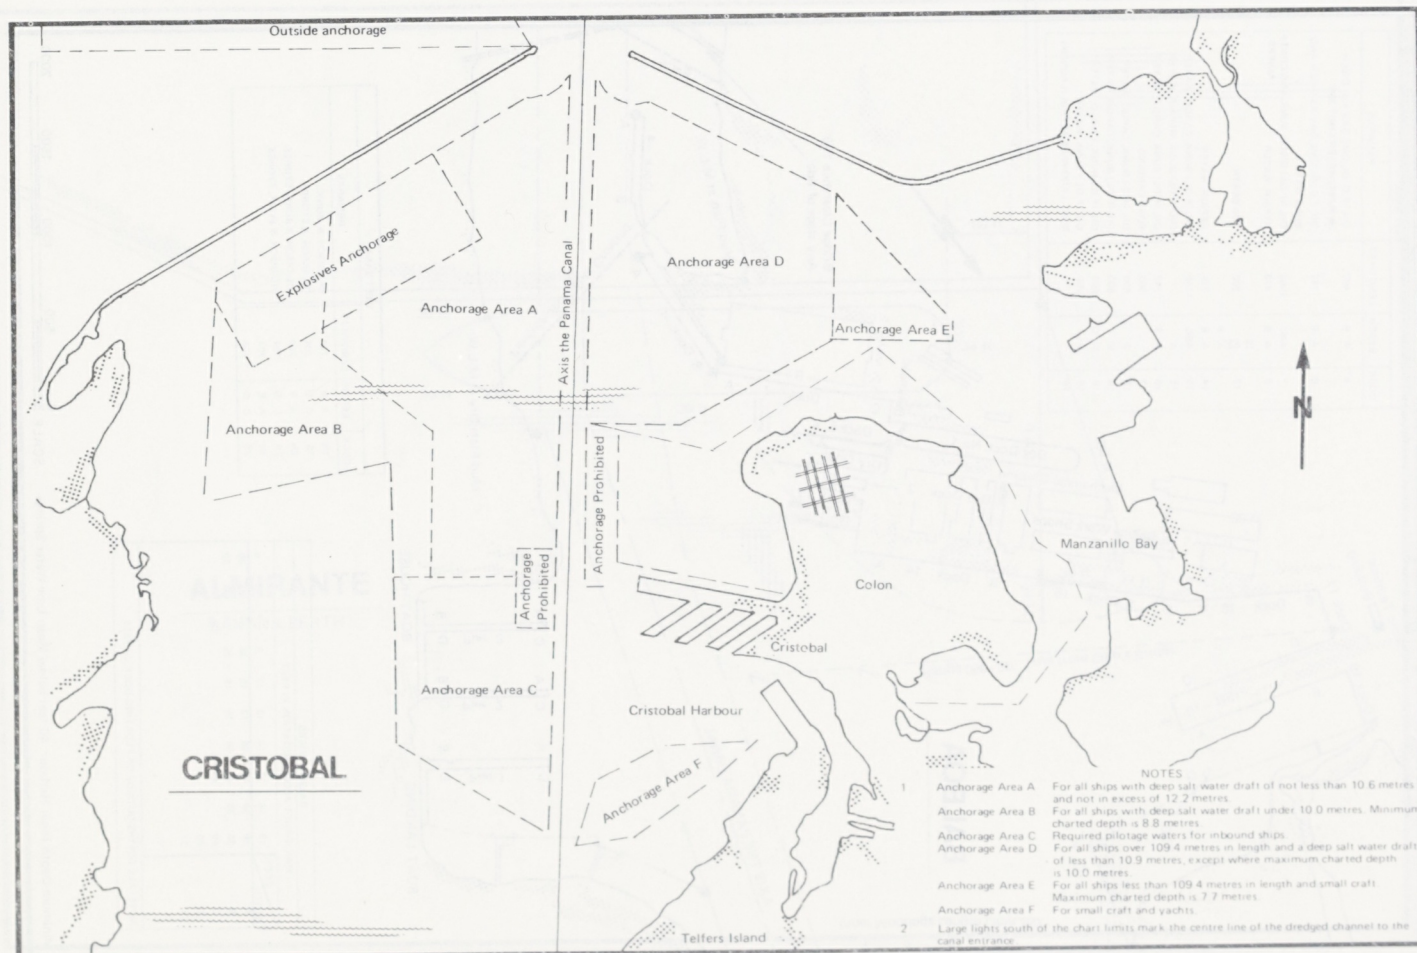 Outside anchorage
Explosives Anchorage
Anchorage Area A
Axis the Panama Canal
Anchorage Area D
Anchorage Area E
Anchorage Area B
Anchorage Prohibited
Anchorage
Prohibited
Manzanillo Bay
Colon
Cristobal
Anchorage Area C
Cristobal Harbour
CRISTOBAL
Anchorage Area F
Telfers Island
N
NOTES
1 Anchorage Area A For all ships with deep salt water draft of not less than 10.6 metres
and not in excess of 12.2 metres.
Anchorage Area B For all ships with deep salt water draft under 10.0 metres. Minimum
charted depth is 8.8 metres.
Anchorage Area C Required pilotage waters for inbound ships.
Anchorage Area D For all ships over 109.4 metres in length and a deep salt water draft
of less than 10.9 metres, except where maximum charted depth
is 10.0 metres.
Anchorage Area E For all ships less than 109.4 metres in length and small craft.
Maximum charted depth is 7.7 metres.
Anchorage Area F For small craft and yachts.
2 Large lights south of the chart limits mark the centre line of the dredged channel to the
canal entrance.
ALMIRANTE